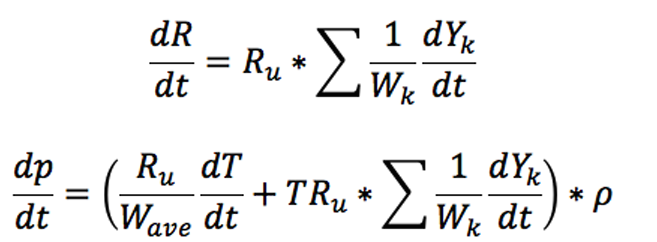 dR/dt = R_u * ∑ 1/W_k dY_k/dt
dp/dt = (R_u/W_ave dT/dt + TR_u * ∑ 1/W_k dY_k/dt) * ρ